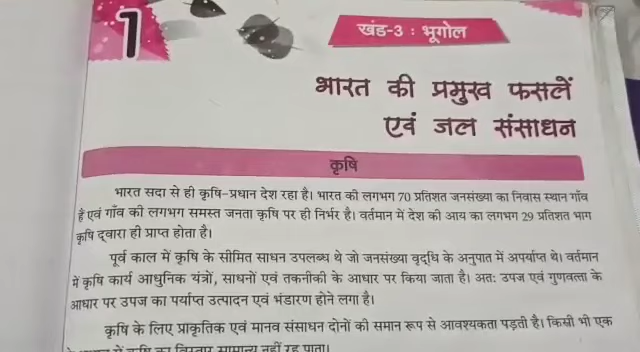 1
खंड-3 : भूगोल
भारत की प्रमुख फसलें
एवं जल संसाधन
कृषि
भारत सदा से ही कृषि-प्रधान देश रहा है। भारत की लगभग 70 प्रतिशत जनसंख्या का निवास स्थान गाँव
है एवं गाँव की लगभग समस्त जनता कृषि पर ही निर्भर है। वर्तमान में देश की आय का लगभग 29 प्रतिशत भाग
कृषि द्वारा ही प्राप्त होता है।
पूर्व काल में कृषि के सीमित साधन उपलब्ध थे जो जनसंख्या वृद्धि के अनुपात में अपर्याप्त थे। वर्तमान
में कृषि कार्य आधुनिक यंत्रों, साधनों एवं तकनीकी के आधार पर किया जाता है। अतः उपज एवं गुणवत्ता के
आधार पर उपज का पर्याप्त उत्पादन एवं भंडारण होने लगा है।
कृषि के लिए प्राकृतिक एवं मानव संसाधन दोनों की समान रूप से आवश्यकता पड़ती है। किसी भी एक
में कृषि का विस्तार सामान्य नहीं रह पाता।